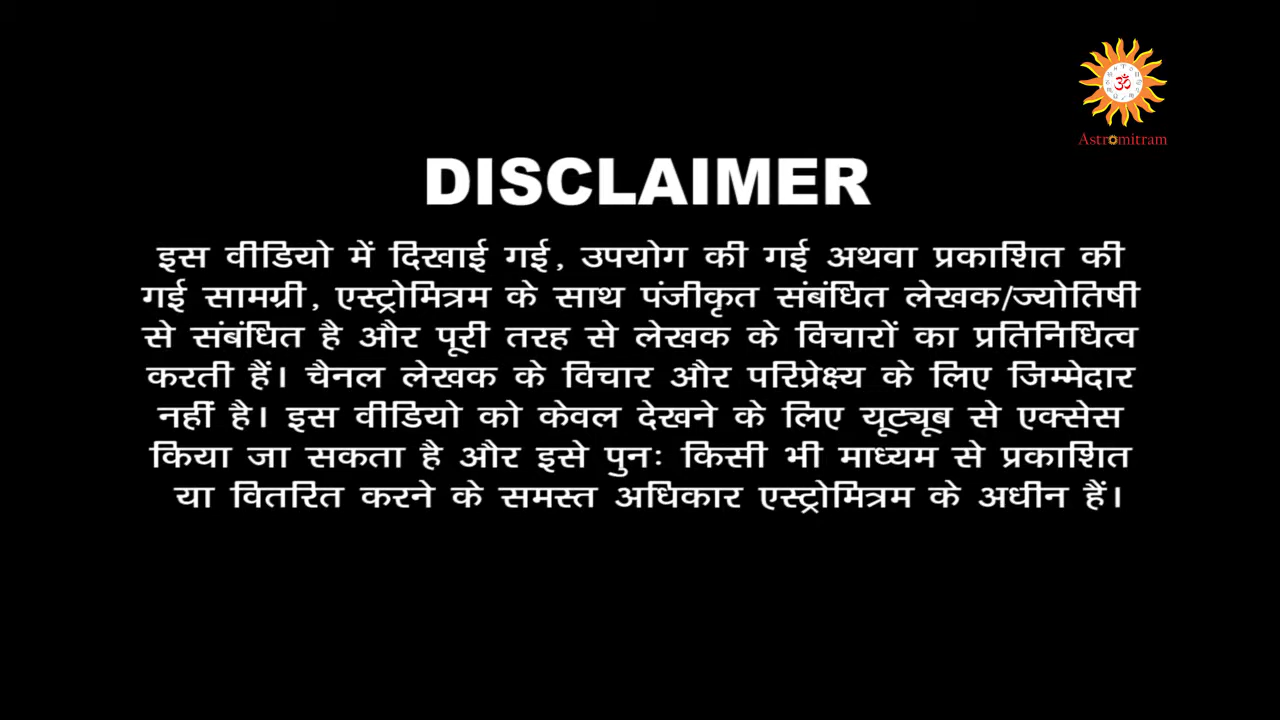 ॐ
Astromitram
DISCLAIMER
इस वीडियो में दिखाई गई, उपयोग की गई अथवा प्रकाशित की
गई सामग्री, एस्ट्रोमित्रम के साथ पंजीकृत संबंधित लेखक/ज्योतिषी
से संबंधित है और पूरी तरह से लेखक के विचारों का प्रतिनिधित्व
करती हैं। चैनल लेखक के विचार और परिप्रेक्ष्य के लिए जिम्मेदार
नहीं है। इस वीडियो को केवल देखने के लिए यूट्यूब से एक्सेस
किया जा सकता है और इसे पुनः किसी भी माध्यम से प्रकाशित
या वितरित करने के समस्त अधिकार एस्ट्रोमित्रम के अधीन हैं।